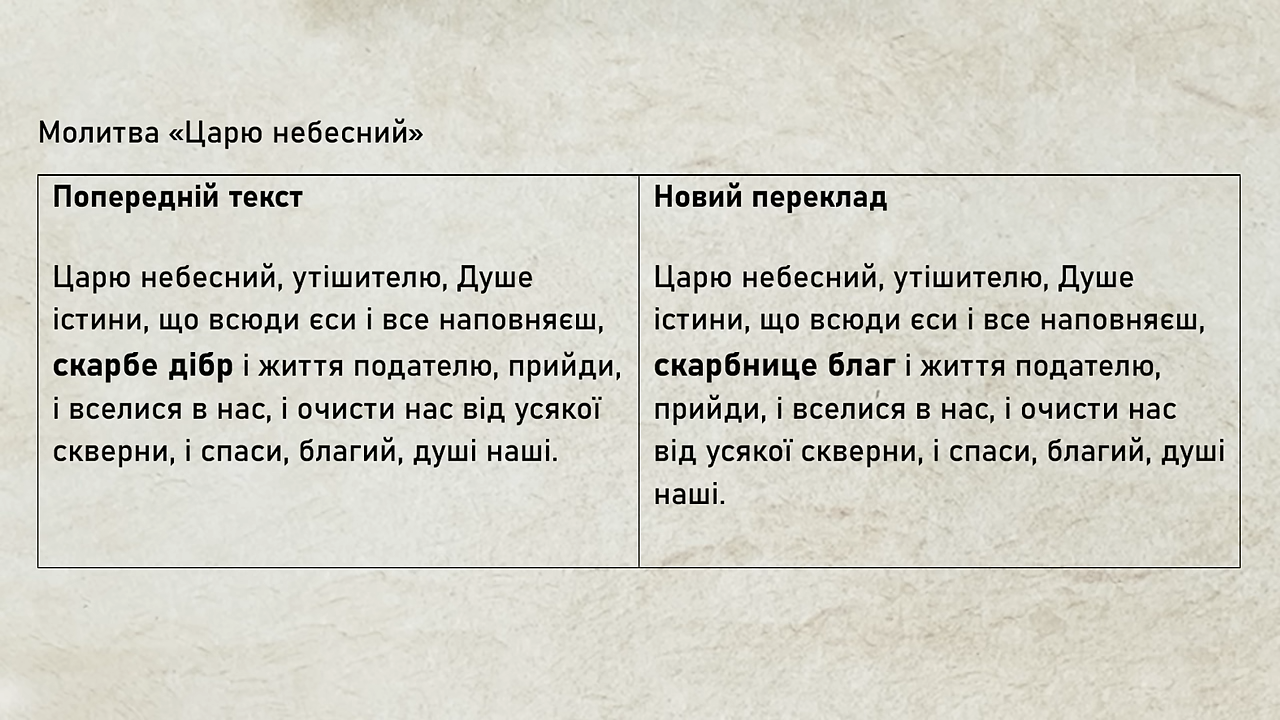 Молитва «Царю небесний»
Попередній текст
Царю небесний, утішителю, Душе
істини, що всюди єси і все наповняєш,
скарбе дібр і життя подателю, прийди,
і вселися в нас, і очисти нас від усякої
скверни, і спаси, благий, душі наші.
Новий переклад
Царю небесний, утішителю, Душе
істини, що всюди єси і все наповняєш,
скарбнице благ і життя подателю,
прийди, і вселися в нас, і очисти нас
від усякої скверни, і спаси, благий, душі
наші.